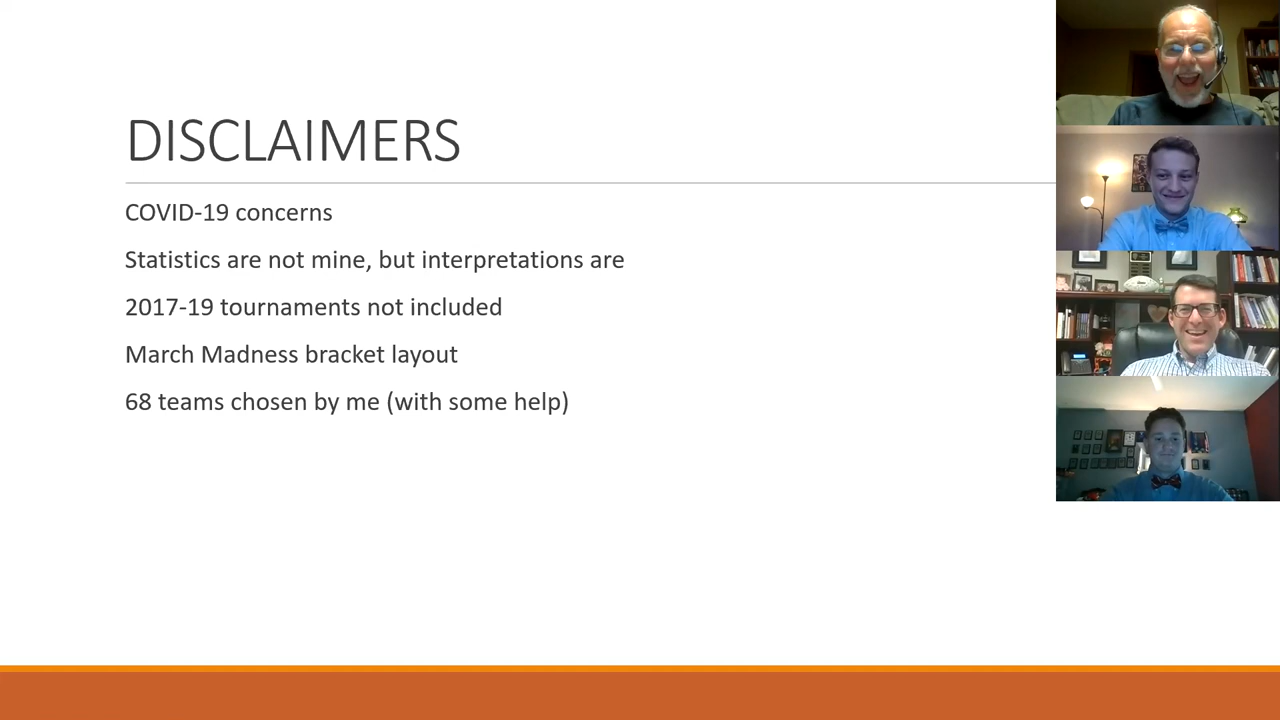 DISCLAIMERS
COVID-19 concerns
Statistics are not mine, but interpretations are
2017-19 tournaments not included
March Madness bracket layout
68 teams chosen by me (with some help)